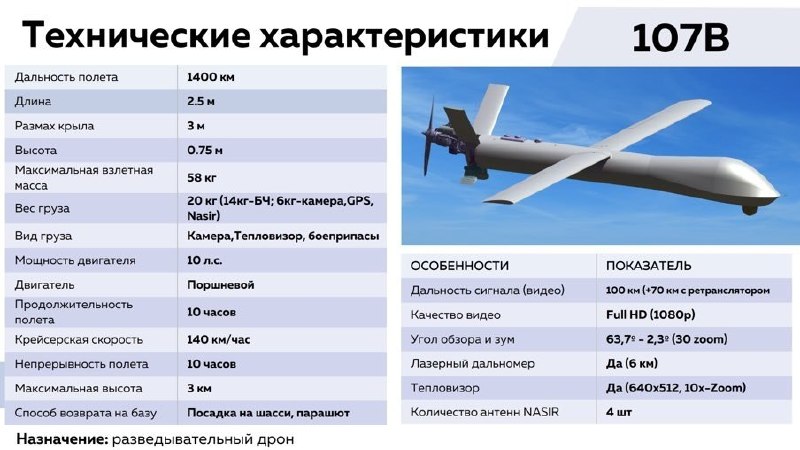 Технические характеристики
107В
Дальность полета 1400 км
Длина 2.5 м
Размах крыла 3 м
Высота 0.75 м
Максимальная взлетная
масса 58 кг
Вес груза 20 кг (14кг-БЧ; 6кг-камера,GPS,
Nasir)
Вид груза Камера,Тепловизор, боеприпасы
Мощность двигателя 10 л.с.
Двигатель Поршневой
Продолжительность
полета 10 часов
Крейсерская скорость 140 км/час
Непрерывность полета 10 часов
Максимальная высота 3 км
Способ возврата на базу Посадка на шасси, парашют
Назначение: разведывательный дрон
ОСОБЕННОСТИ ПОКАЗАТЕЛЬ
Дальность сигнала (видео) 100 км (+70 км с ретранслятором
Качество видео Full HD (1080p)
Угол обзора и зум 63,7º - 2,3º (30 zoom)
Лазерный дальномер Да (6 км)
Тепловизор Да (640x512, 10x-Zoom)
Количество антенн NASIR 4 шт